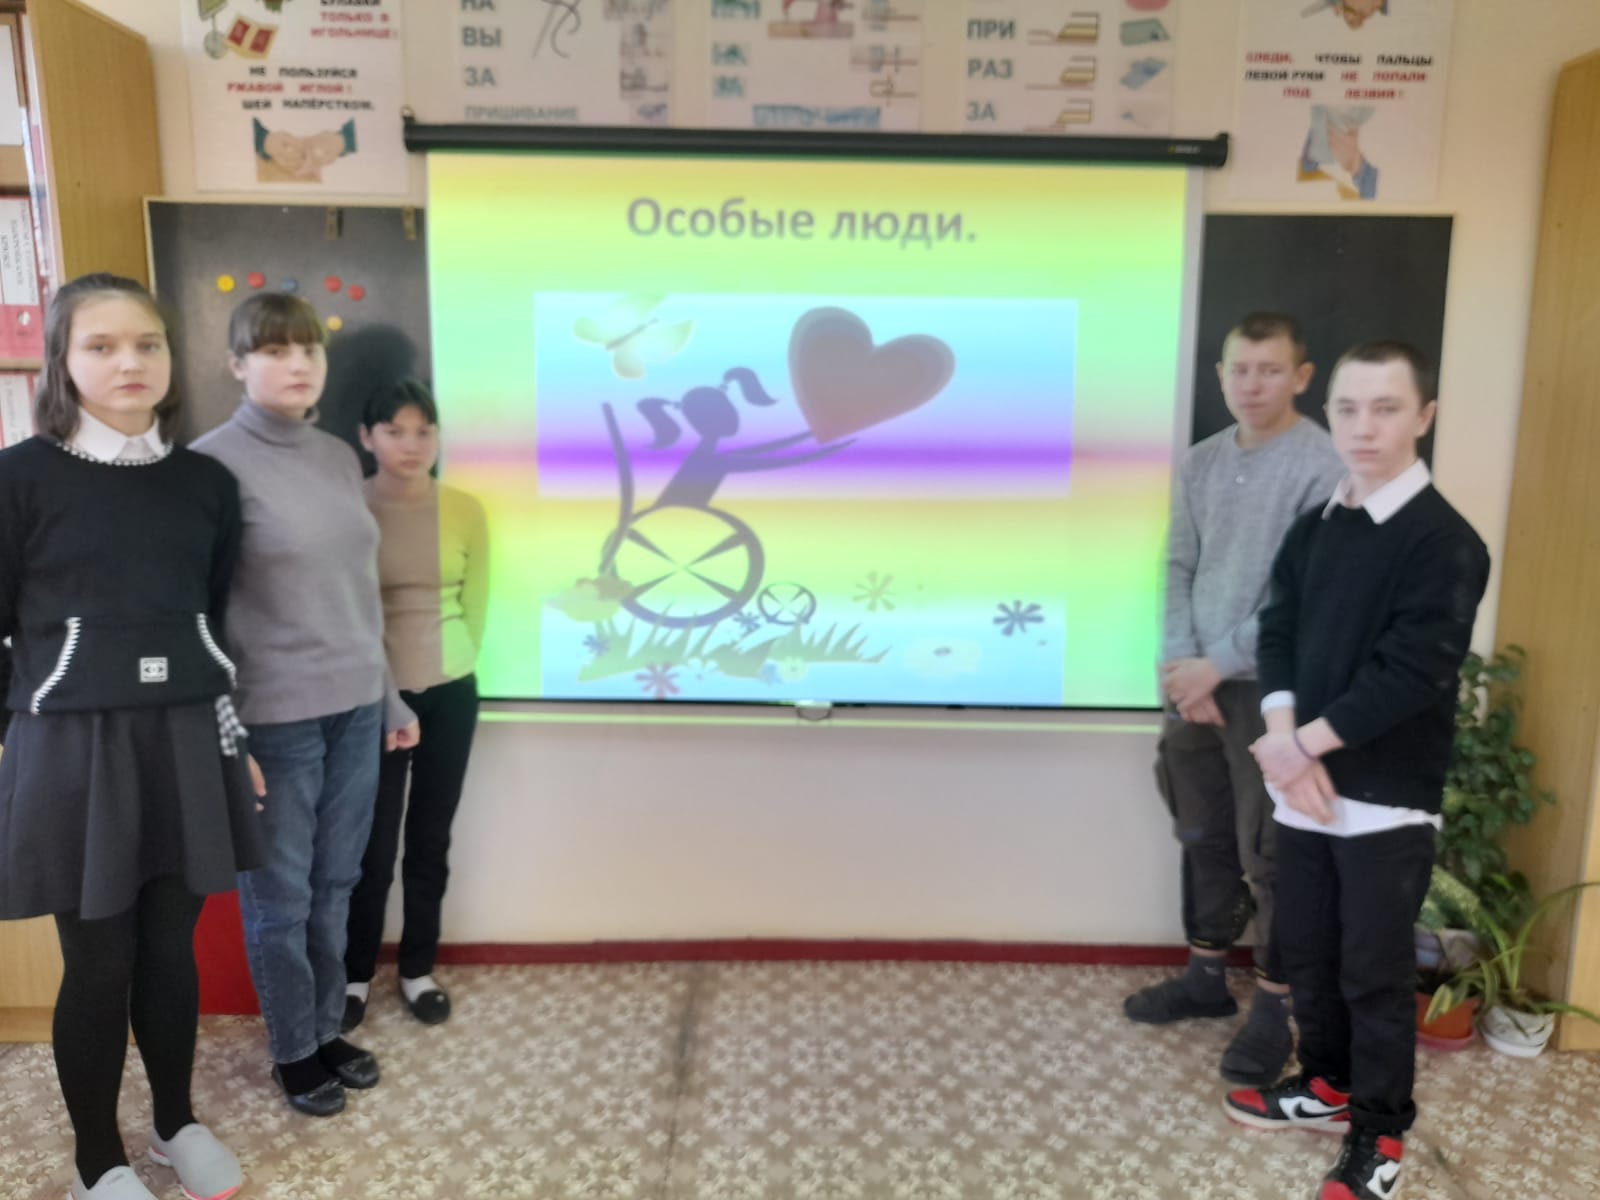 ТОЛЬКО В
ИГОЛЬНИЦЕ!
НЕ ПОЛЬЗУЙСЯ
РЖАВОЙ ИГЛОЙ!
ШЕЙ НАПЁРСТКОМ.
НА
ВЫ
ЗА
ПРИШИВАНИЕ
ПРИ
РАЗ
ЗА
СЛЕДИ, ЧТОБЫ ПАЛЬЦЫ
ЛЕВОЙ РУКИ НЕ ПОПАЛИ
ПОД ЛЕЗВИЯ!
Особые люди.